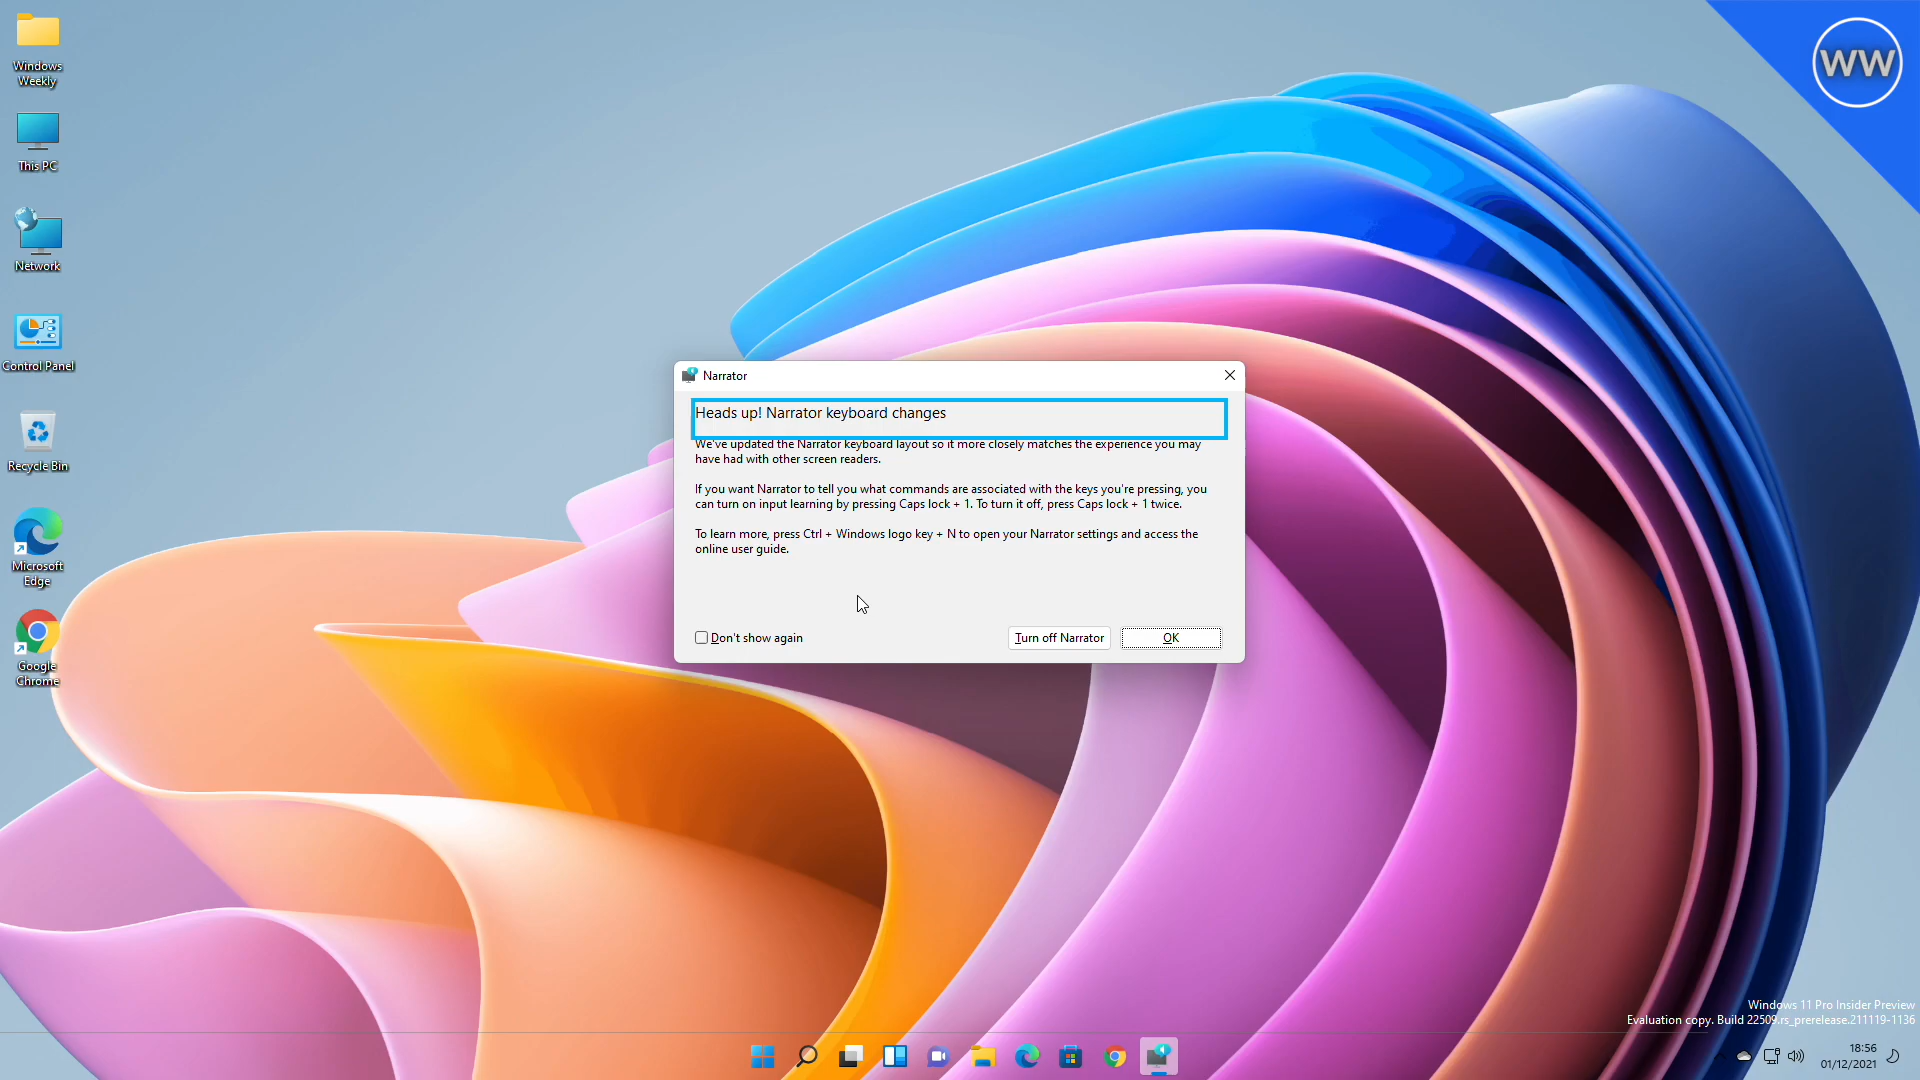 Windows
Weekly
This PC
Network
Control Panel
Recycle Bin
Microsoft
Edge
Google
Chrome
WW
Narrator
Heads up! Narrator keyboard changes
We've updated the Narrator keyboard layout so it more closely matches the experience you may
have had with other screen readers.
If you want Narrator to tell you what commands are associated with the keys you're pressing, you
can turn on input learning by pressing Caps lock + 1. To turn it off, press Caps lock + 1 twice.
To learn more, press Ctrl + Windows logo key + N to open your Narrator settings and access the
online user guide.
Don't show again
Turn off Narrator
OK
Windows 11 Pro Insider Preview
Evaluation copy. Build 22509.rs_prerelease.211119-1136
18:56
01/12/2021